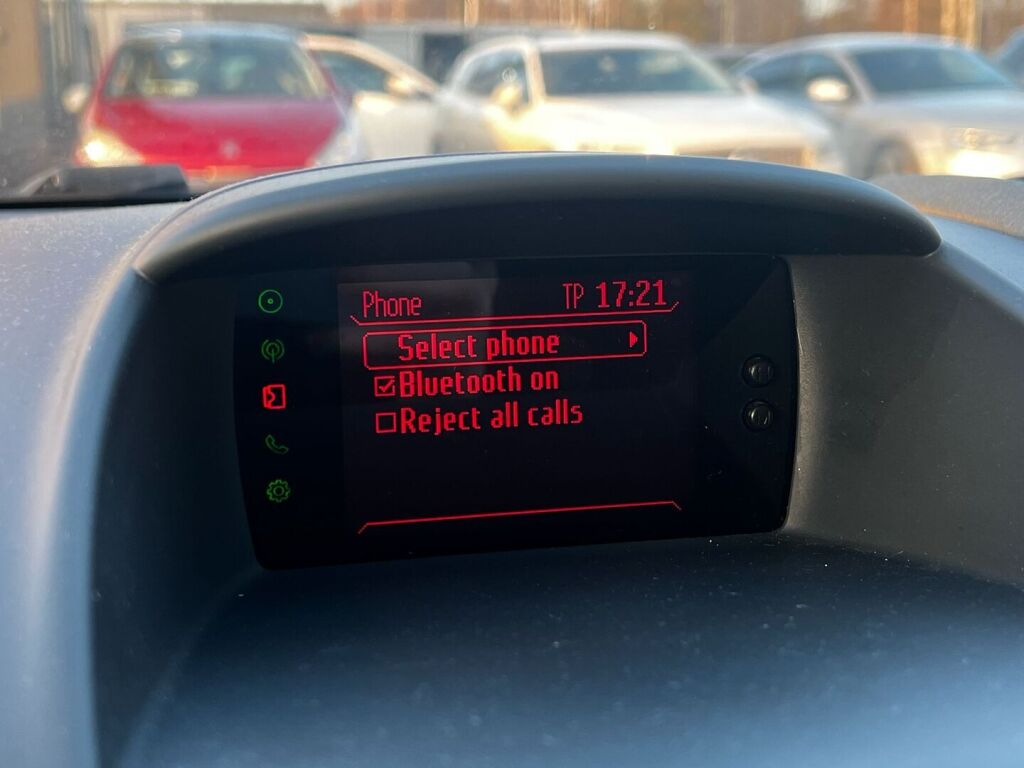 Phone TP 17:21
Select phone
Bluetooth on
Reject all calls